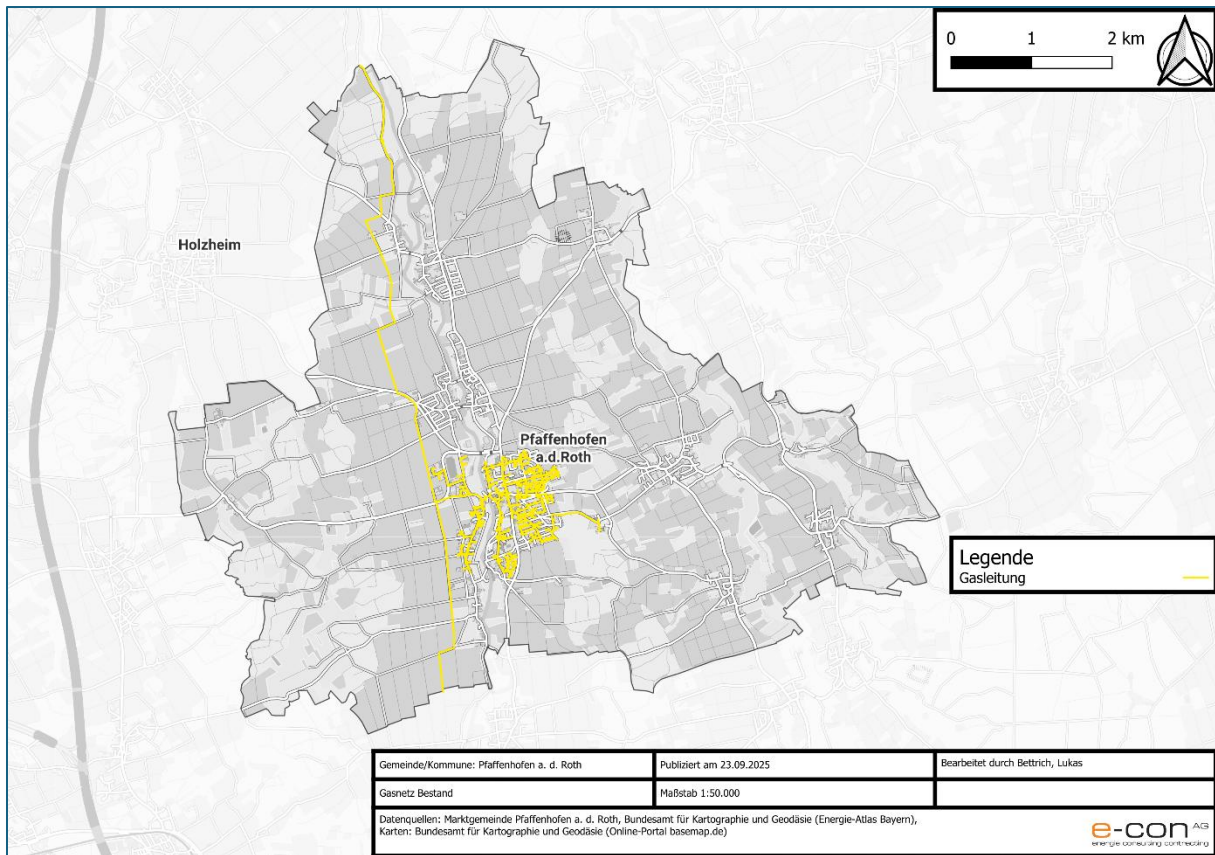 0 1 2 km
Holzheim
Pfaffenhofen
a.d.Roth
Legende
Gasleitung
Gemeinde/Kommune: Pfaffenhofen a. d. Roth
Publiziert am 23.09.2025
Bearbeitet durch Bettrich, Lukas
Gasnetz Bestand
Maßstab 1:50.000
Datenquellen: Marktgemeinde Pfaffenhofen a. d. Roth, Bundesamt für Kartographie und Geodäsie (Energie-Atlas Bayern),
Karten: Bundesamt für Kartographie und Geodäsie (Online-Portal basemap.de)
e-con AG
energie consulting contracting